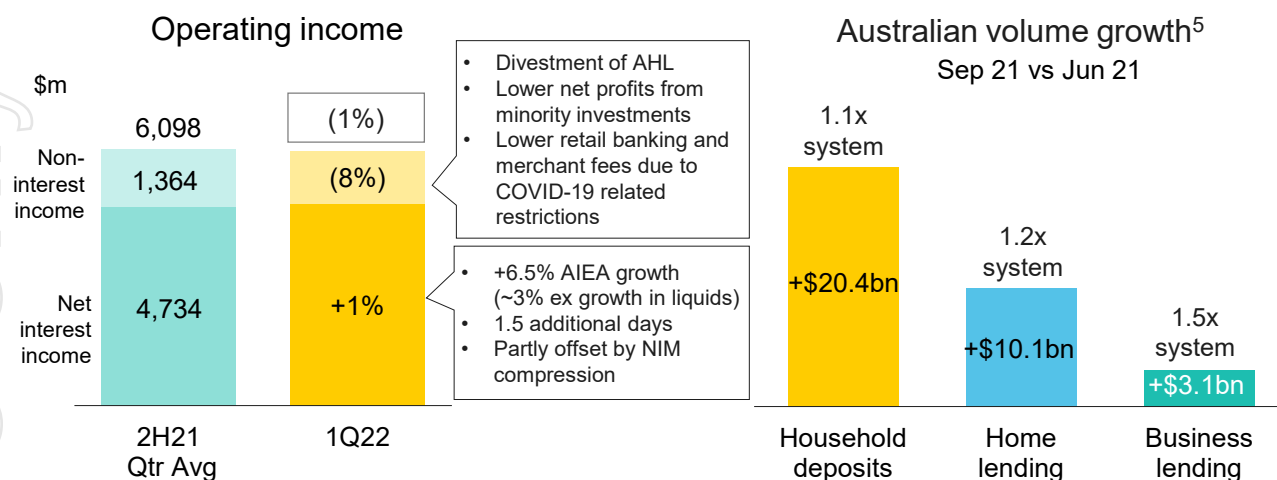 Operating income
$m
6,098
Non-
interest
income
1,364
Net
interest
income
4,734
(1%)
(8%)
+1%
2H21
Qtr Avg
1Q22
• Divestment of AHL
• Lower net profits from
minority investments
• Lower retail banking and
merchant fees due to
COVID-19 related
restrictions
• +6.5% AIEA growth
(~3% ex growth in liquids)
• 1.5 additional days
• Partly offset by NIM
compression
Australian volume growth5
Sep 21 vs Jun 21
1.1x
system
+$20.4bn
Household
deposits
1.2x
system
+$10.1bn
Home
lending
1.5x
system
+$3.1bn
Business
lending